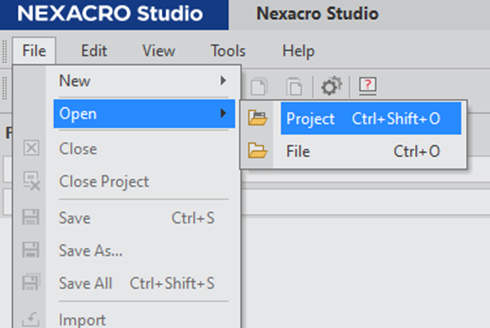 NEXACRO Studio Nexacro Studio
File Edit View Tools Help
New
Open
Project Ctrl+Shift+O
File Ctrl+O
Close
Close Project
Save Ctrl+S
Save As...
Save All Ctrl+Shift+S
Import